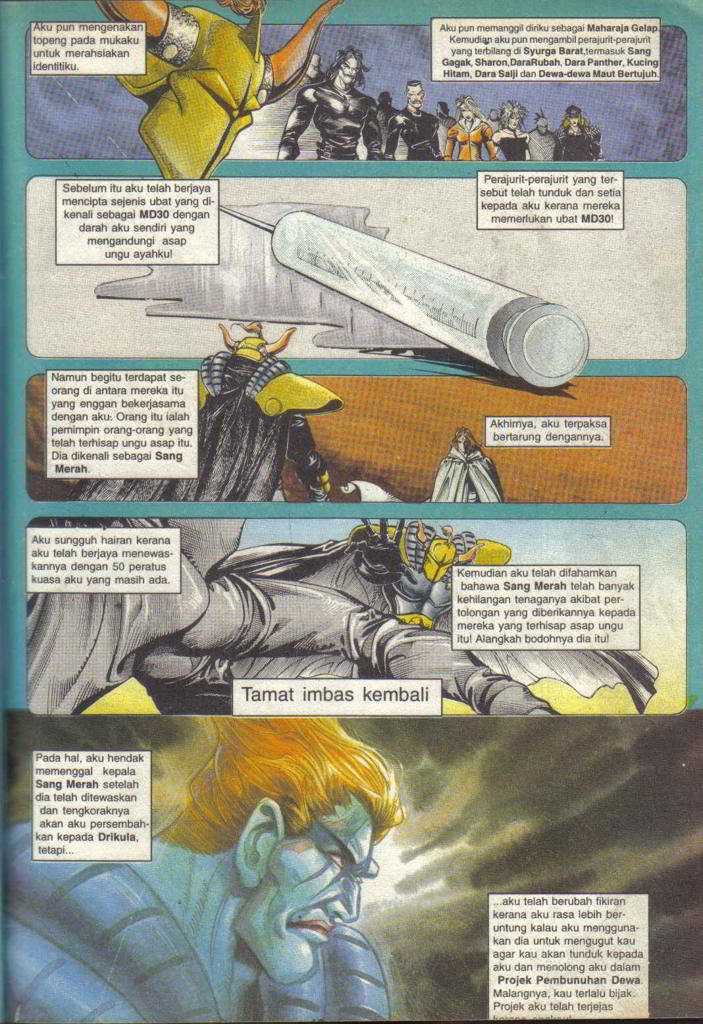 Aku pun mengenakan
topeng pada mukaku
untuk merahsiakan
identitiku.
Aku pun memanggil diriku sebagai Maharaja Gelap.
Kemudian aku pun mengambil perajurit-perajurit
yang terbilang di Syurga Barat,termasuk Sang
Gagak, Sharon,DaraRubah, Dara Panther, Kucing
Hitam, Dara Salji dan Dewa-dewa Maut Bertujuh.
Sebelum itu aku telah berjaya
mencipta sejenis ubat yang di-
kenali sebagai MD30 dengan
darah aku sendiri yang
mengandungi asap
ungu ayahku!
Perajurit-perajurit yang ter-
sebut telah tunduk dan setia
kepada aku kerana mereka
memerlukan ubat MD30!
Namun begitu terdapat se-
orang di antara mereka itu
yang enggan bekerjasama
dengan aku: Orang itu ialah
pemimpin orang-orang yang
telah terhisap ungu asap itu.
Dia dikenali sebagai Sang
Merah.
Akhirnya, aku terpaksa
bertarung dengannya.
Aku sungguh hairan kerana
aku telah berjaya menewas-
kannya dengan 50 peratus
kuasa aku yang masih ada.
Kemudian aku telah difahamkan
bahawa Sang Merah telah banyak
kehilangan tenaganya akibat per-
tolongan yang diberikannya kepada
mereka yang terhisap asap ungu
itu! Alangkah bodohnya dia itu!
Tamat imbas kembali
Pada hal, aku hendak
memenggal kepala
Sang Merah setelah
dia telah ditewaskan
dan tengkoraknya
akan aku persembah-
kan kepada Drikula,
tetapi...
...aku telah berubah fikiran
kerana aku rasa lebih ber-
untung kalau aku mengguna-
kan dia untuk mengugut kau
agar kau akan tunduk kepada
aku dan menolong aku dalam
Projek Pembunuhan Dewa.
Malangnya, kau terlalu bijak.
Projek aku telah terjejas